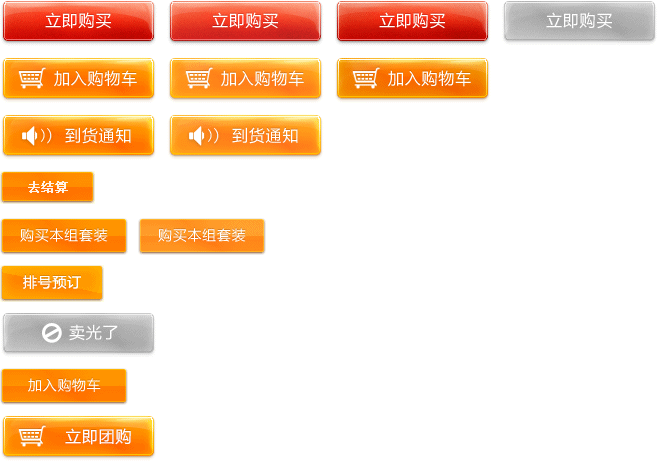 立即购买 立即购买 立即购买 立即购买
加入购物车 加入购物车 加入购物车
到货通知 到货通知
去结算
购买本组套装 购买本组套装
排号预订
卖光了
加入购物车
立即团购